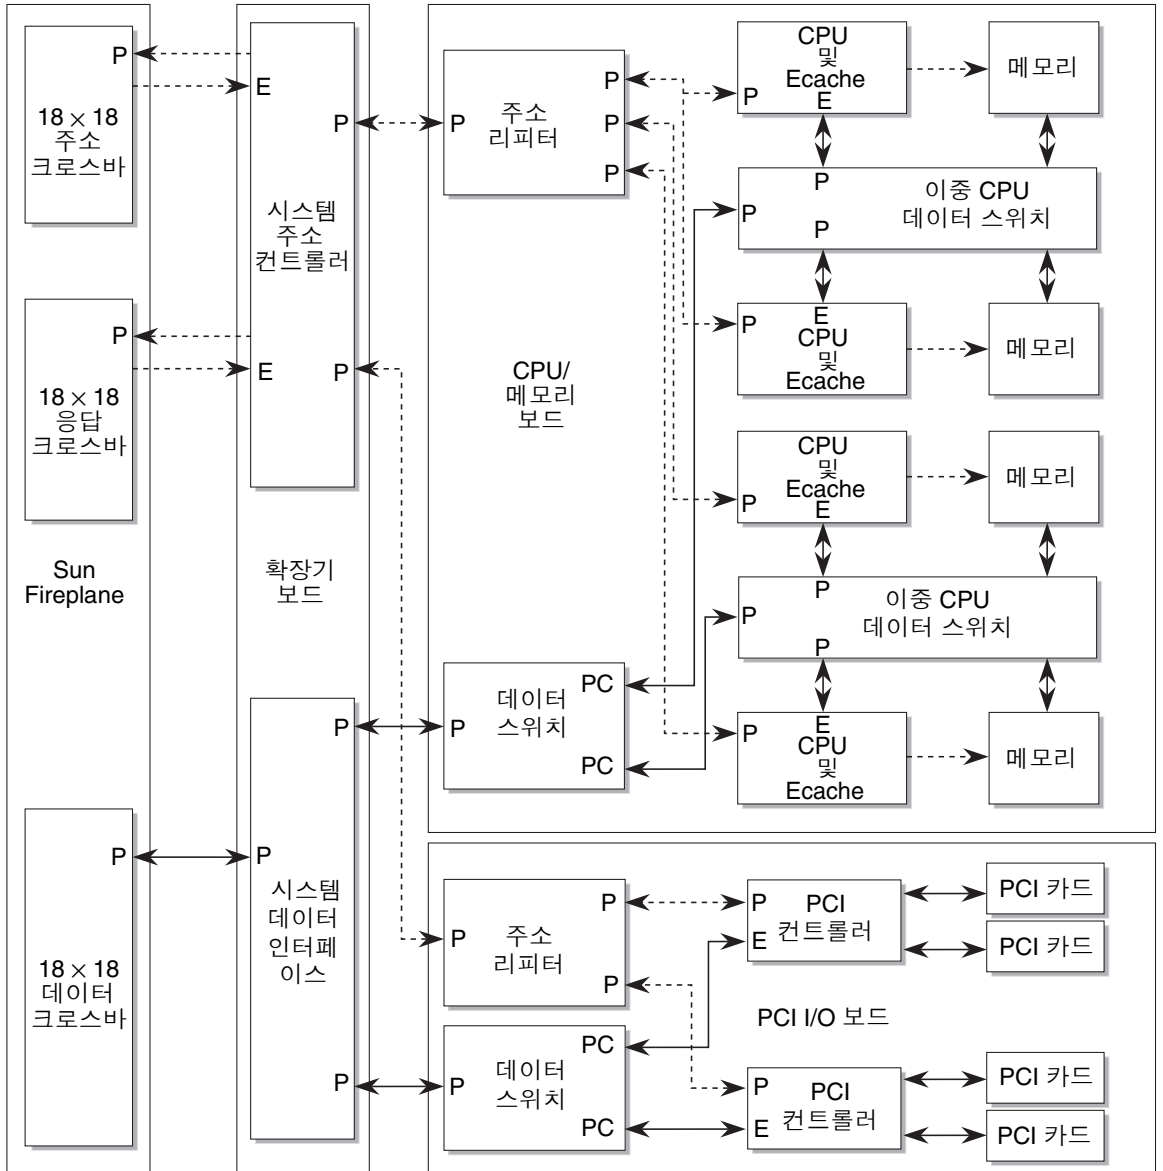 P
E
18 × 18
주소
크로스바
P
E
18 × 18
응답
크로스바
Sun
Fireplane
P
18 × 18
데이터
크로스바
P
시스템
주소
컨트롤러
P
확장기
보드
P
P
시스템
데이터
인터페
이스
P
P
주소
리피터
P
P
P
CPU/
메모리
보드
P
데이터
스위치
PC
PC
CPU
및
Ecache
P
E
메모리
P
P
P
이중 CPU
데이터 스위치
P
E
CPU
및
Ecache
메모리
CPU
및
Ecache
P
E
메모리
P
P
P
이중 CPU
데이터 스위치
P
E
CPU
및
Ecache
메모리
P
주소
리피터
P
P
P
데이터
스위치
PC
PC
P
E
PCI
컨트롤러
PCI 카드
PCI 카드
PCI I/O 보드
P
E
PCI
컨트롤러
PCI 카드
PCI 카드